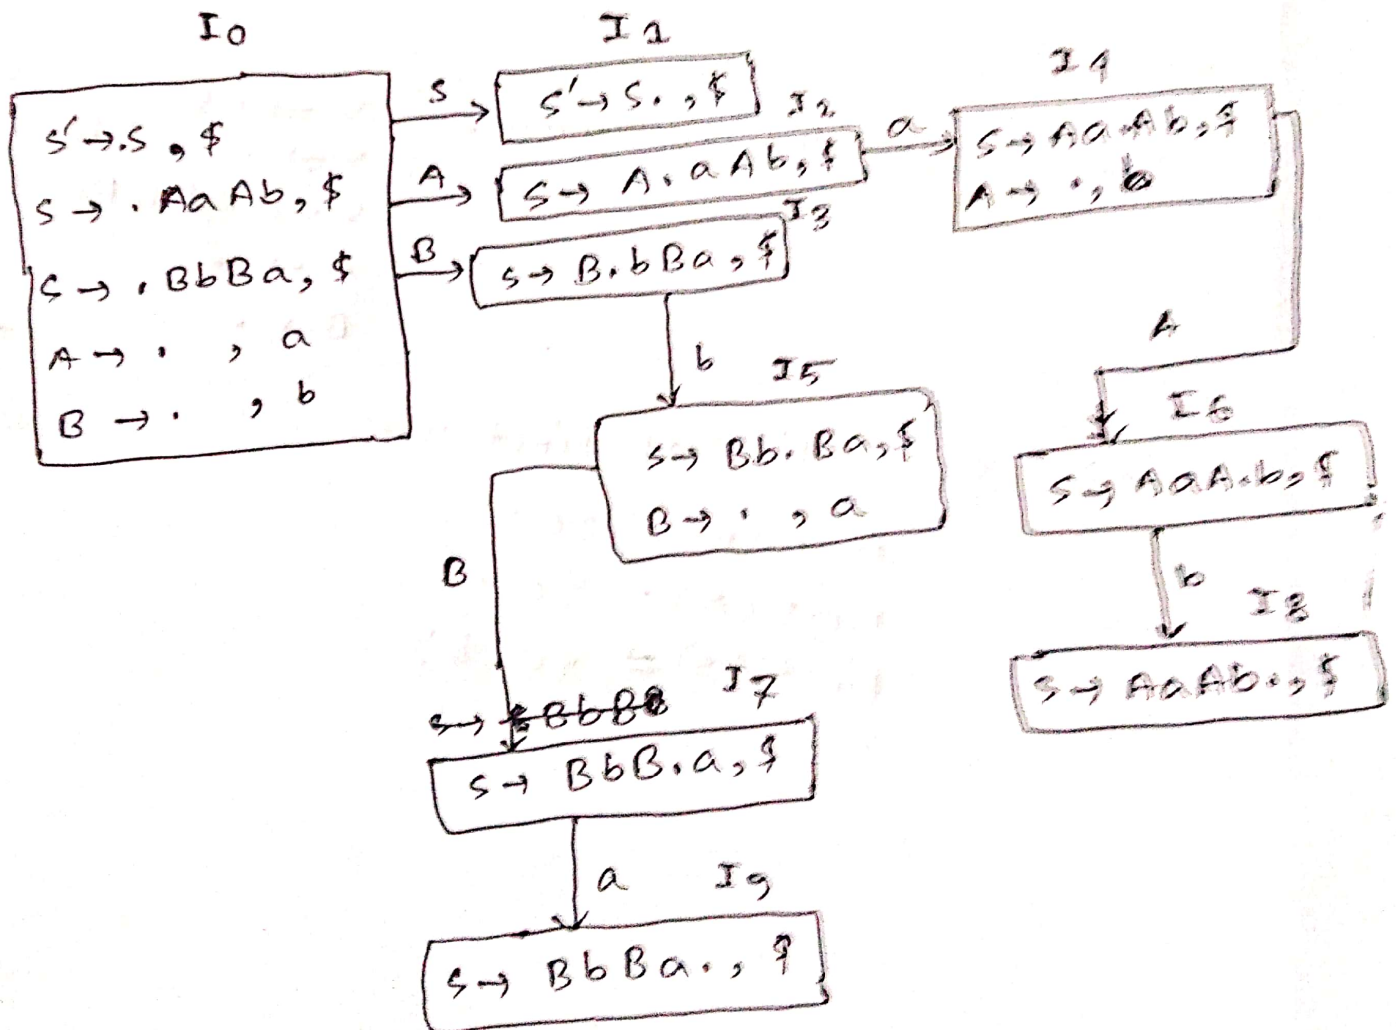 I0
S'→.S , $
S → . AaAb, $
S → . BbBa, $
A → . , a
B → . , b
S
A
B
I1
S'→ S. , $
I2
S → A.aAb, $
I3
S → B.bBa, $
a
I4
S → Aa.Ab, $
A → . , b
A
b
I5
S → Bb.Ba, $
B → . , a
I6
S → AaA.b, $
B
b
I8
S → AaAb., $
I7
S → BbB
S → BbB.a, $
a
I9
S → BbBa., $